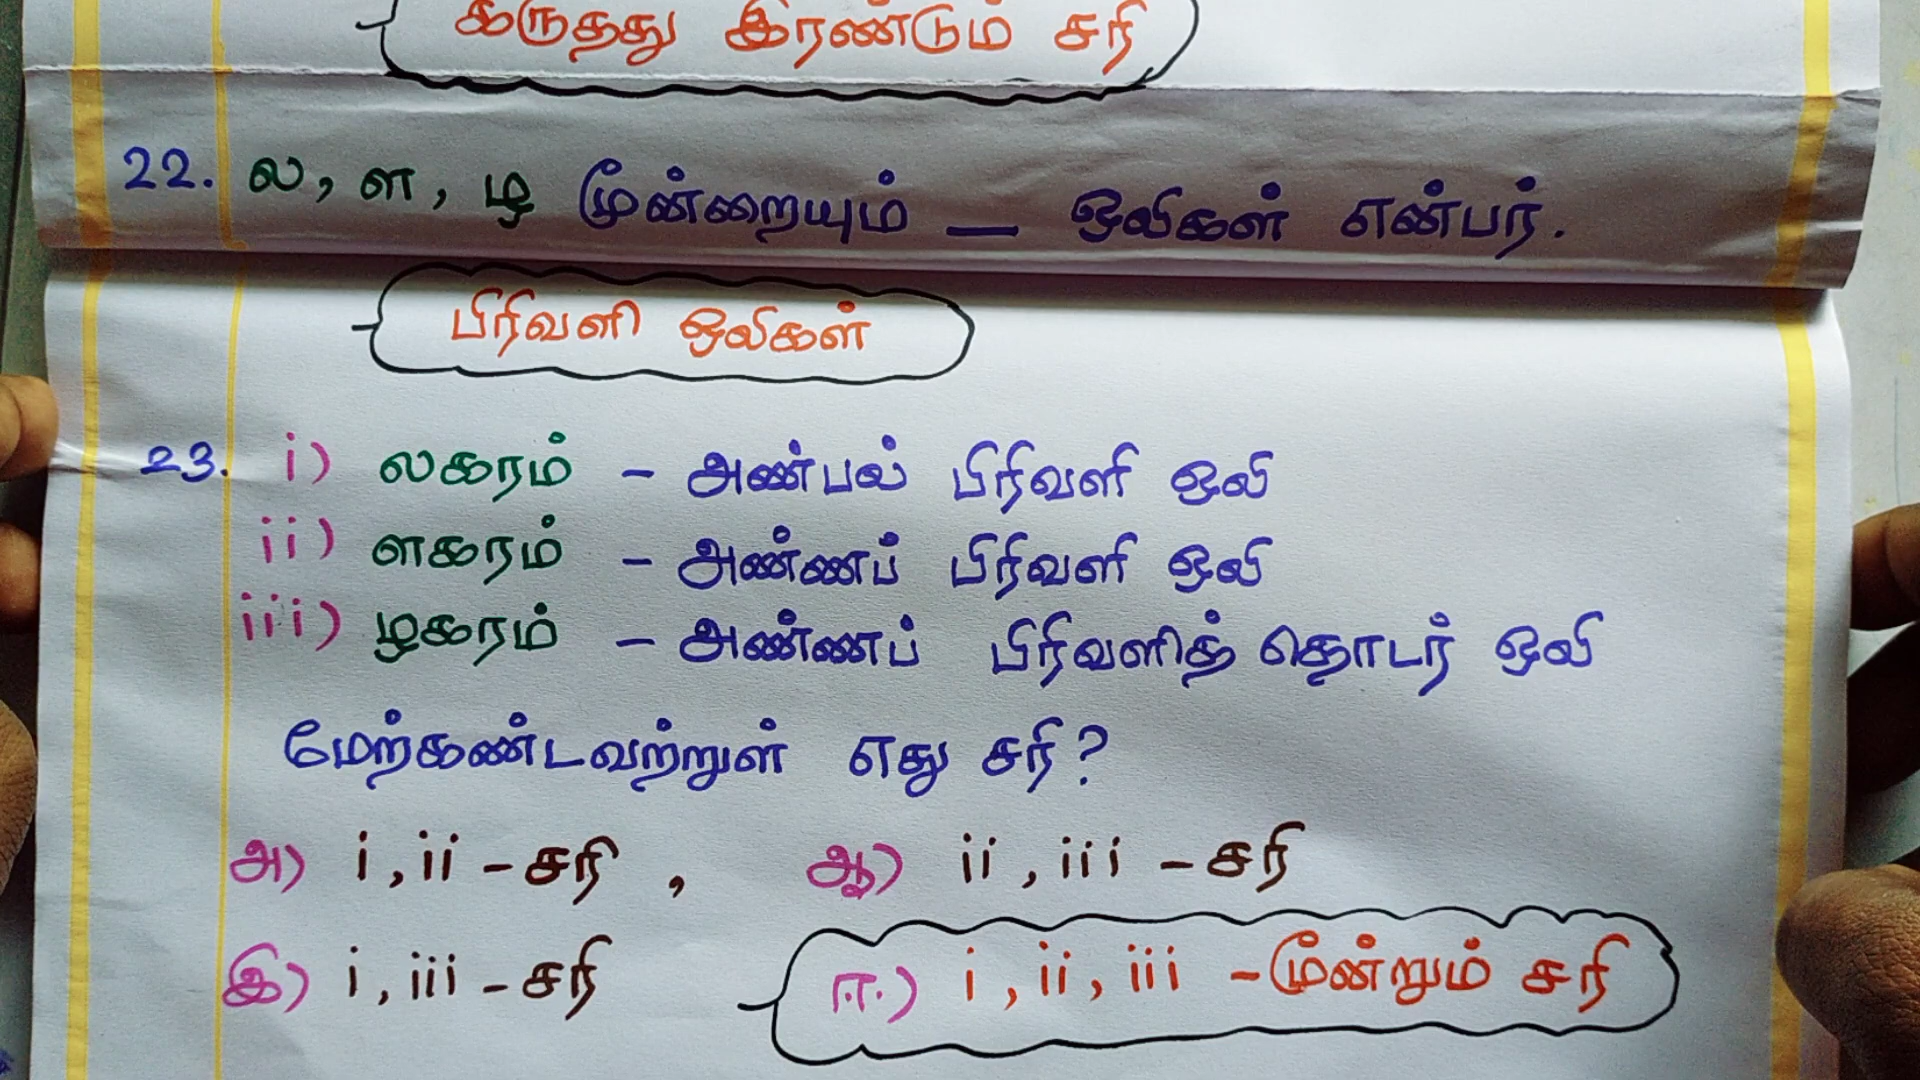 கருதது இரண்டும் சரி
22. ல, ள, ழ மூன்றையும் — ஒலிகள் என்பர்.
பிரிவளி ஒலிகள்
23. i) லகரம் - அண்பல் பிரிவளி ஒலி
ii) ளகரம் - அண்ணப் பிரிவளி ஒலி
iii) ழகரம் - அண்ணப் பிரிவளித் தொடர் ஒலி
மேற்கண்டவற்றுள் எது சரி?
அ) i, ii - சரி , ஆ) ii, iii - சரி
இ) i, iii - சரி ஈ) i, ii, iii - மூன்றும் சரி